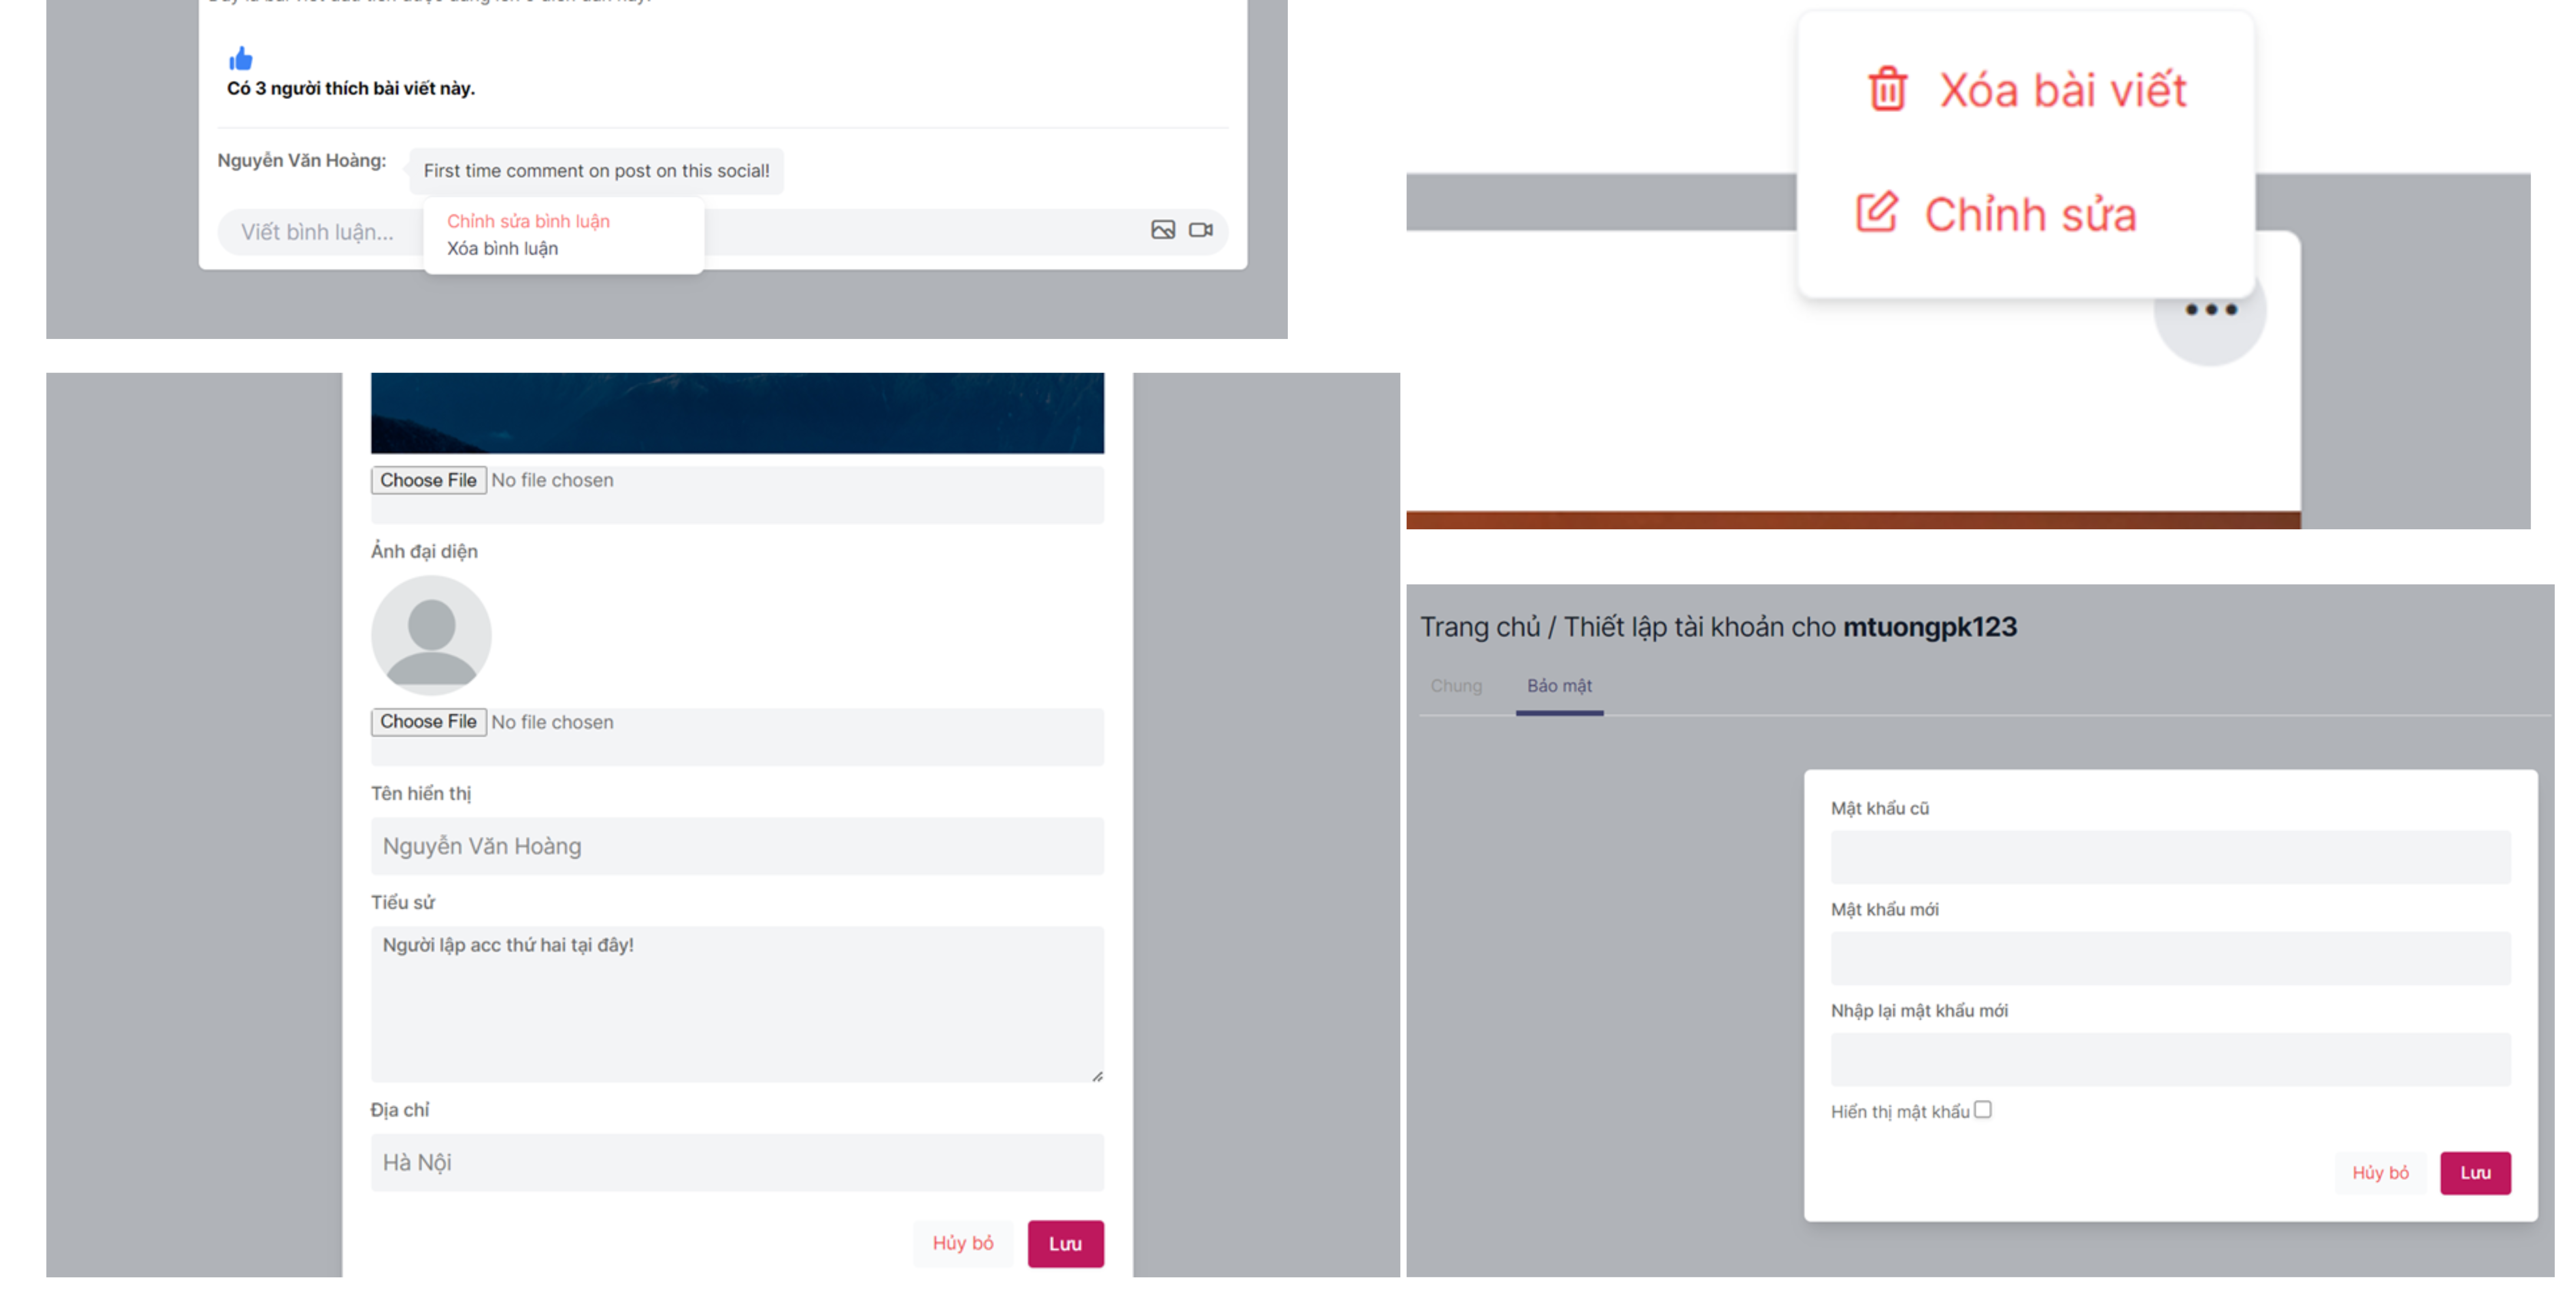 Có 3 người thích bài viết này.
Nguyễn Văn Hoàng:
First time comment on post on this social!
Viết bình luận...
Chỉnh sửa bình luận
Xóa bình luận
Xóa bài viết
Chỉnh sửa
Choose File No file chosen
Ảnh đại diện
Choose File No file chosen
Tên hiển thị
Nguyễn Văn Hoàng
Tiểu sử
Người lập acc thứ hai tại đây!
Địa chỉ
Hà Nội
Hủy bỏ Lưu
Trang chủ / Thiết lập tài khoản cho mtuongpk123
Chung Bảo mật
Mật khẩu cũ
Mật khẩu mới
Nhập lại mật khẩu mới
Hiển thị mật khẩu
Hủy bỏ Lưu